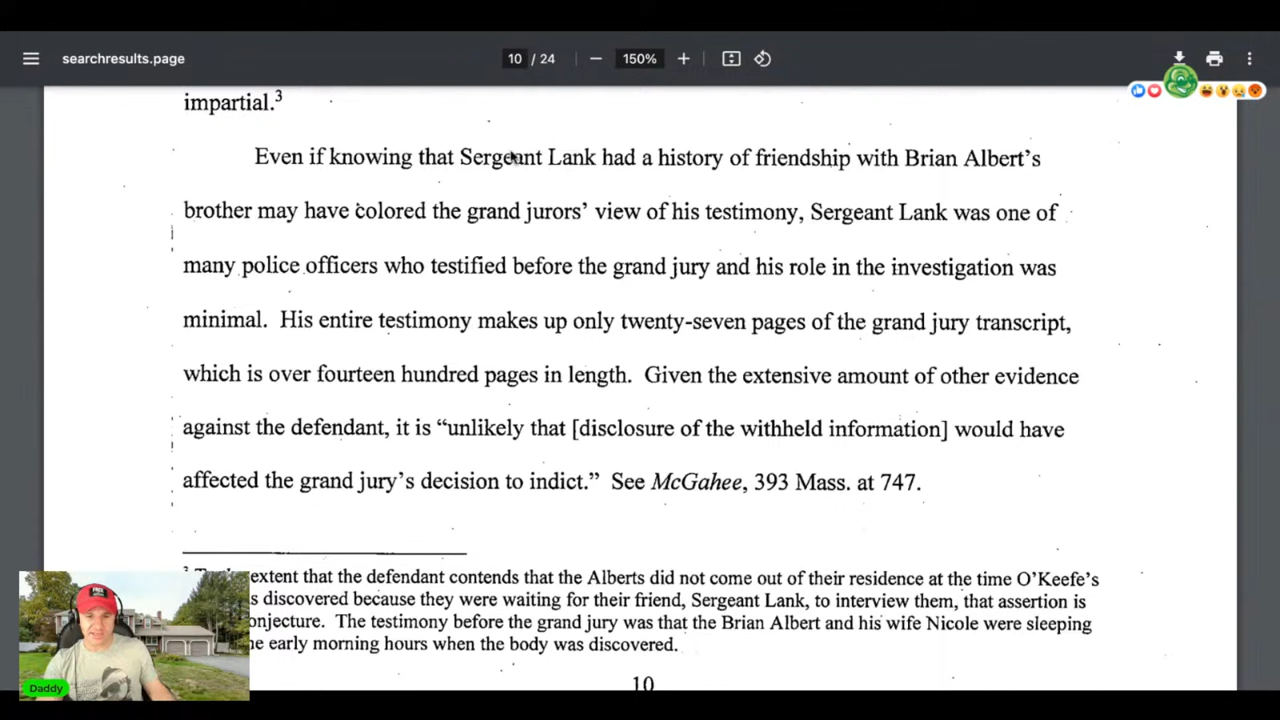 searchresults.page
10 / 24
150%
impartial.3
Even if knowing that Sergeant Lank had a history of friendship with Brian Albert’s
brother may have colored the grand jurors’ view of his testimony, Sergeant Lank was one of
many police officers who testified before the grand jury and his role in the investigation was
minimal. His entire testimony makes up only twenty-seven pages of the grand jury transcript,
which is over fourteen hundred pages in length. Given the extensive amount of other evidence
against the defendant, it is “unlikely that [disclosure of the withheld information] would have
affected the grand jury’s decision to indict.” See McGahee, 393 Mass. at 747.
extent that the defendant contends that the Alberts did not come out of their residence at the time O’Keefe’s
s discovered because they were waiting for their friend, Sergeant Lank, to interview them, that assertion is
onjecture. The testimony before the grand jury was that the Brian Albert and his wife Nicole were sleeping
e early morning hours when the body was discovered.
10
Daddy